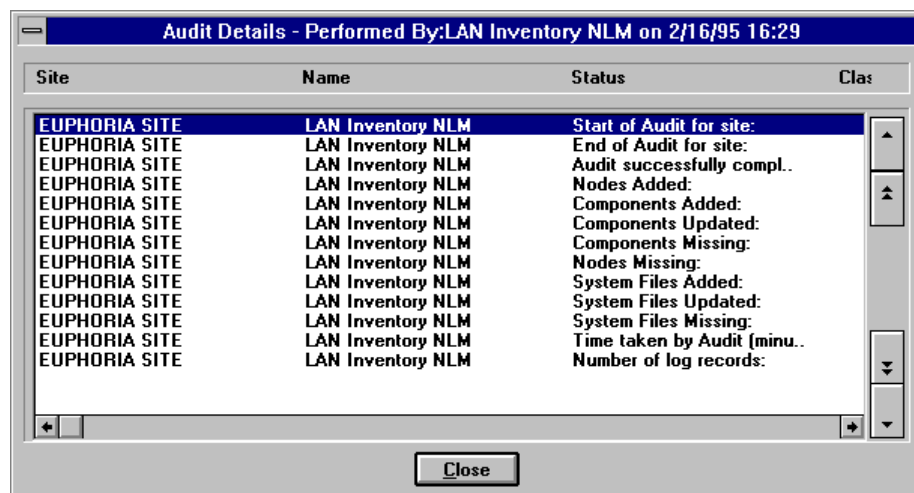 Audit Details - Performed By:LAN Inventory NLM on 2/16/95 16:29
Site Name Status Clas
EUPHORIA SITE LAN Inventory NLM Start of Audit for site:
EUPHORIA SITE LAN Inventory NLM End of Audit for site:
EUPHORIA SITE LAN Inventory NLM Audit successfully compl..
EUPHORIA SITE LAN Inventory NLM Nodes Added:
EUPHORIA SITE LAN Inventory NLM Components Added:
EUPHORIA SITE LAN Inventory NLM Components Updated:
EUPHORIA SITE LAN Inventory NLM Components Missing:
EUPHORIA SITE LAN Inventory NLM Nodes Missing:
EUPHORIA SITE LAN Inventory NLM System Files Added:
EUPHORIA SITE LAN Inventory NLM System Files Updated:
EUPHORIA SITE LAN Inventory NLM System Files Missing:
EUPHORIA SITE LAN Inventory NLM Time taken by Audit (minu..
EUPHORIA SITE LAN Inventory NLM Number of log records:
Close